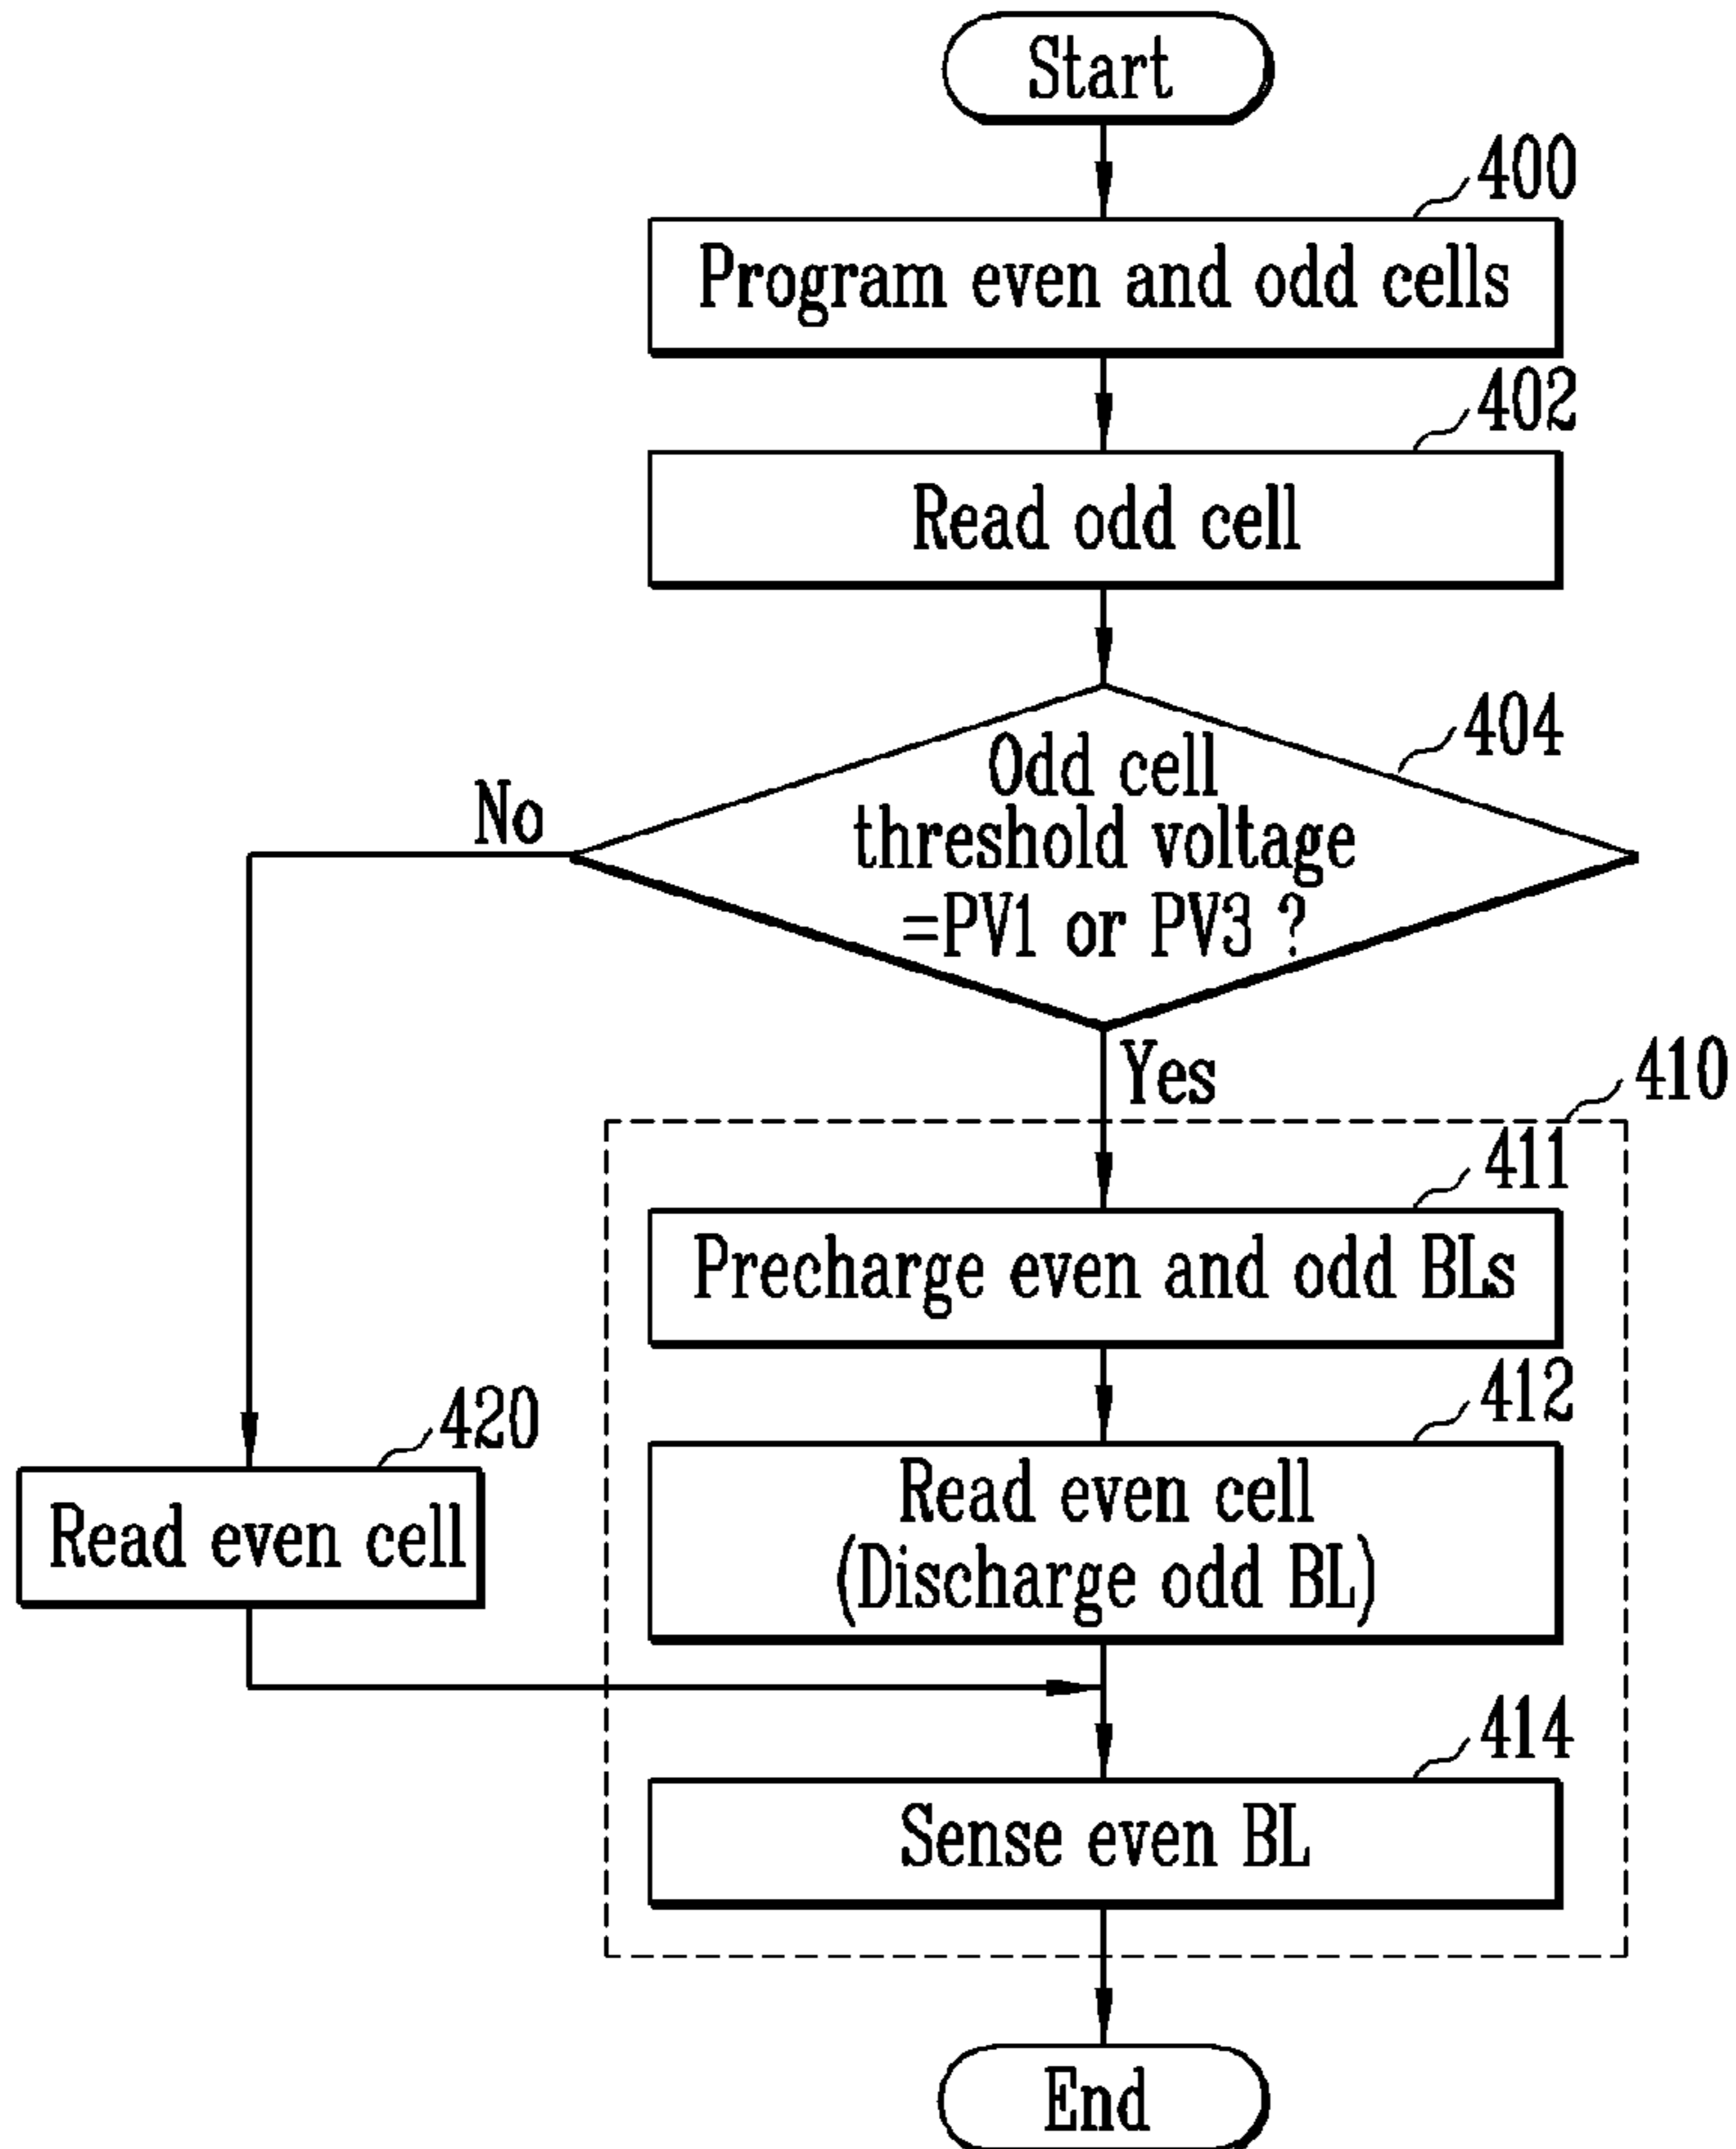 Start
400
Program even and odd cells
402
Read odd cell
404
Odd cell
threshold voltage
=PV1 or PV3 ?
No
Yes
410
411
Precharge even and odd BLs
412
Read even cell
(Discharge odd BL)
420
Read even cell
414
Sense even BL
End